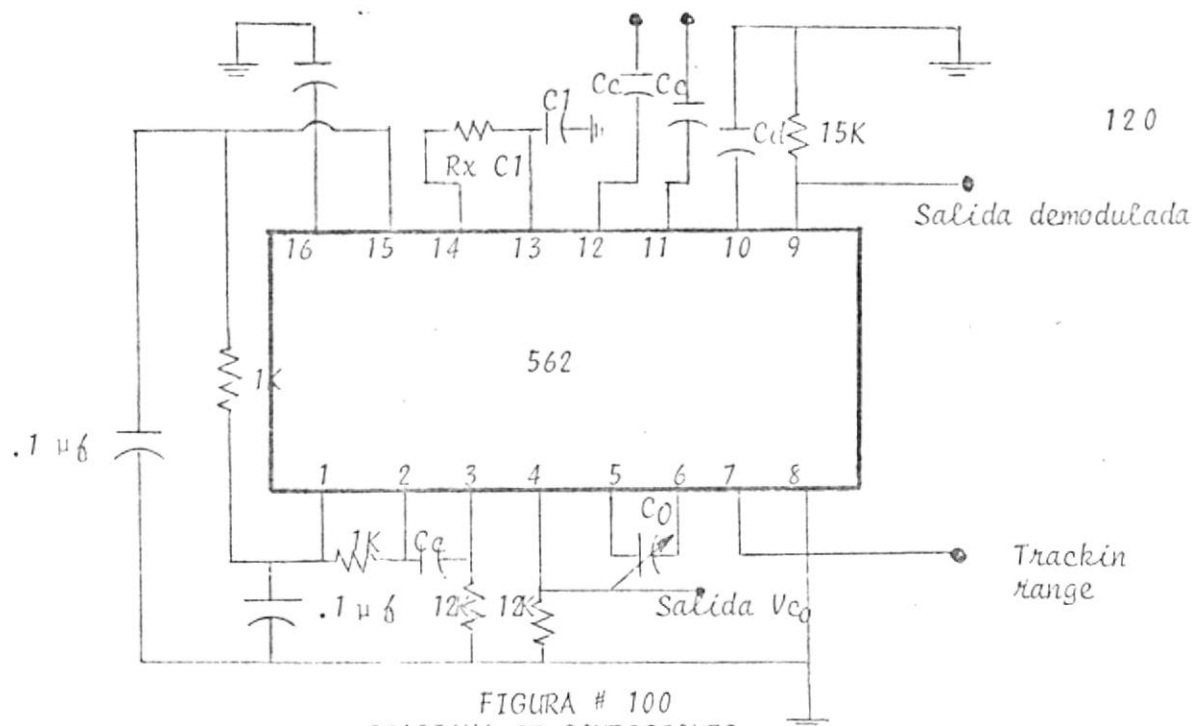 Cc Cc
C1
Cd 15K
120
Rx C1
Salida demodulada
16 15 14 13 12 11 10 9
562
1K
.1 µf
1 2 3 4 5 6 7 8
C0
1K Cc
Trackin
range
.1 µf
12K 12K
Salida Vco
FIGURA # 100